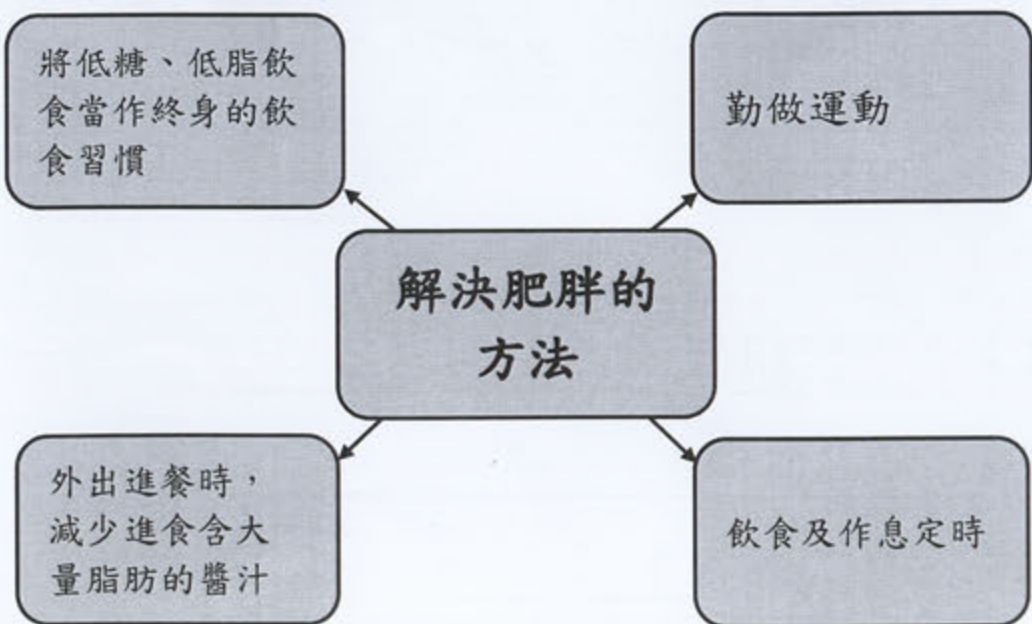 將低糖、低脂飲
食當作終身的飲
食習慣
勤做運動
解決肥胖的
方法
外出進餐時，
減少進食含大
量脂肪的醬汁
飲食及作息定時